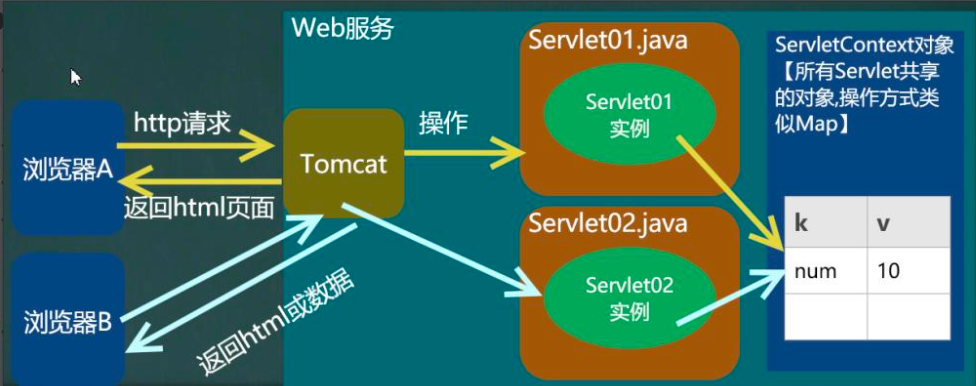 Web服务
Servlet01.java
ServletContext对象
【所有Servlet共享
的对象,操作方式类
似Map】
Servlet01
实例
http请求
操作
浏览器A
Tomcat
返回html页面
Servlet02.java
k
v
num
10
Servlet02
实例
浏览器B
返回html或数据